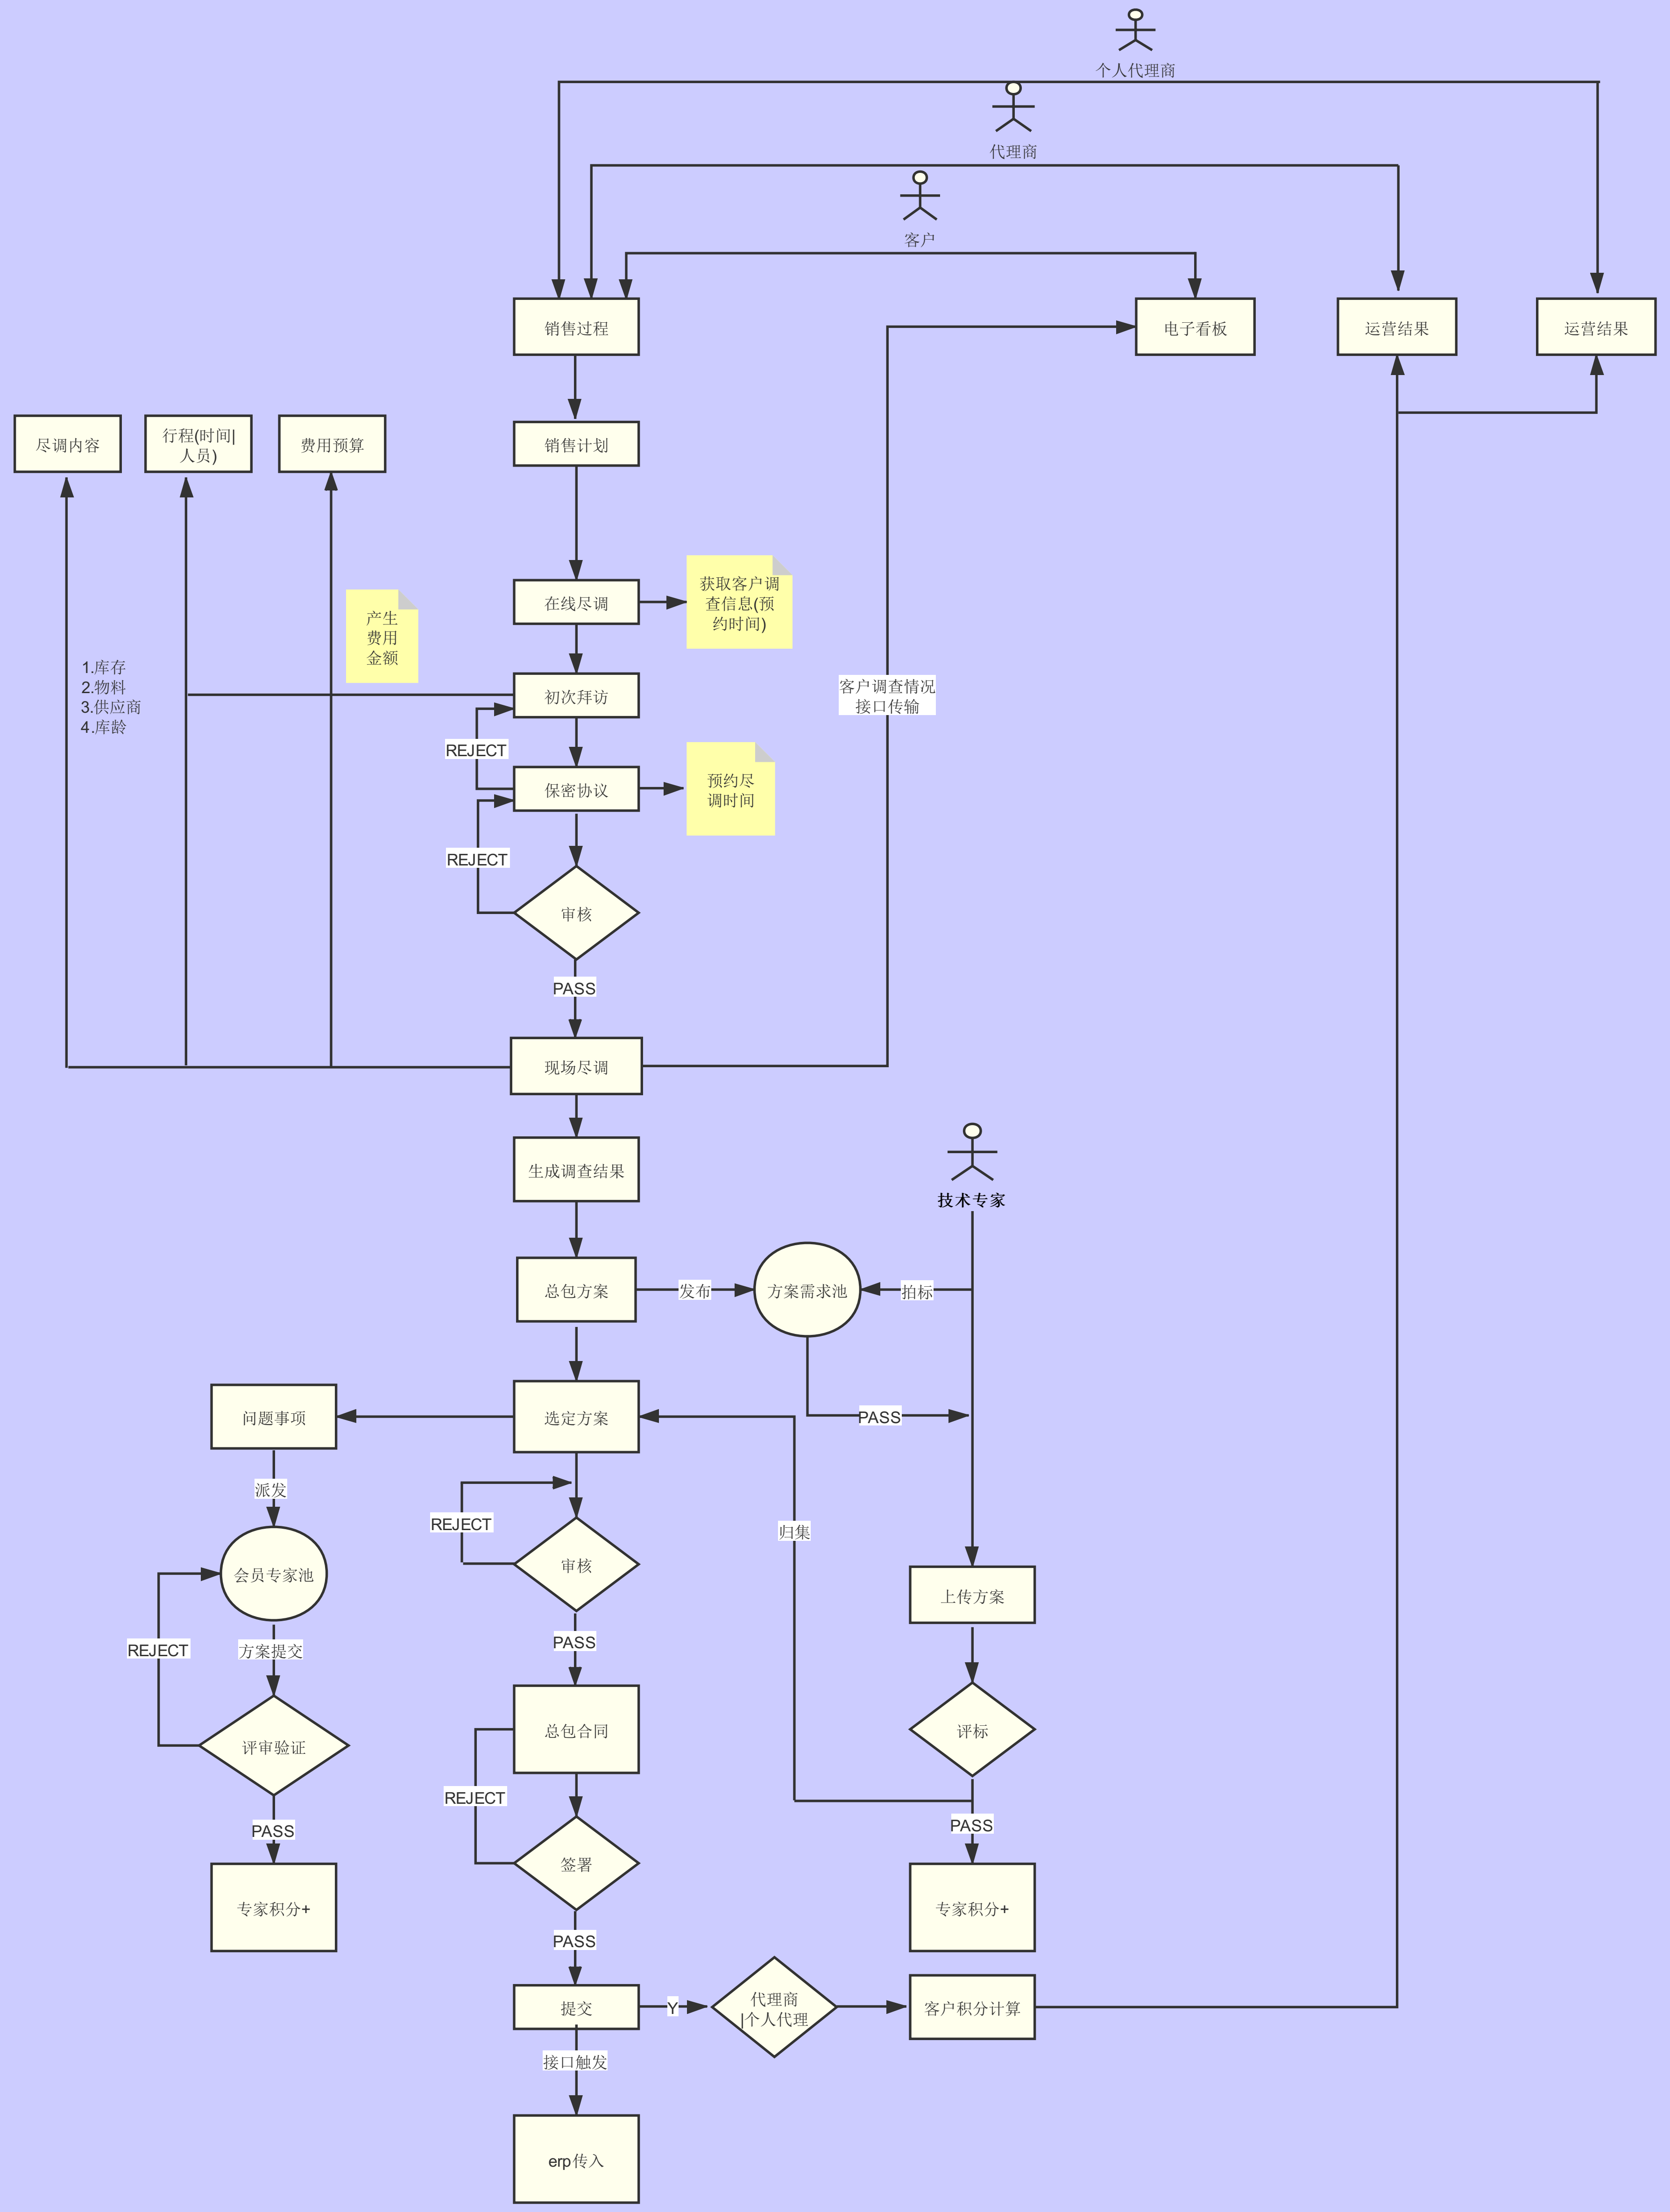 个人代理商
代理商
客户
销售过程
电子看板
运营结果
运营结果
尽调内容
行程(时间|
人员)
费用预算
销售计划
在线尽调
获取客户调
查信息(预
约时间)
产生
费用
金额
1.库存
2.物料
3.供应商
4.库龄
初次拜访
客户调查情况
接口传输
REJECT
保密协议
预约尽
调时间
REJECT
审核
PASS
现场尽调
生成调查结果
技术专家
总包方案
发布
方案需求池
拍标
问题事项
选定方案
PASS
派发
REJECT
归集
会员专家池
审核
上传方案
REJECT
方案提交
PASS
评审验证
总包合同
评标
REJECT
PASS
PASS
签署
专家积分+
专家积分+
PASS
提交
Y
代理商
|个人代理
客户积分计算
接口触发
erp传入